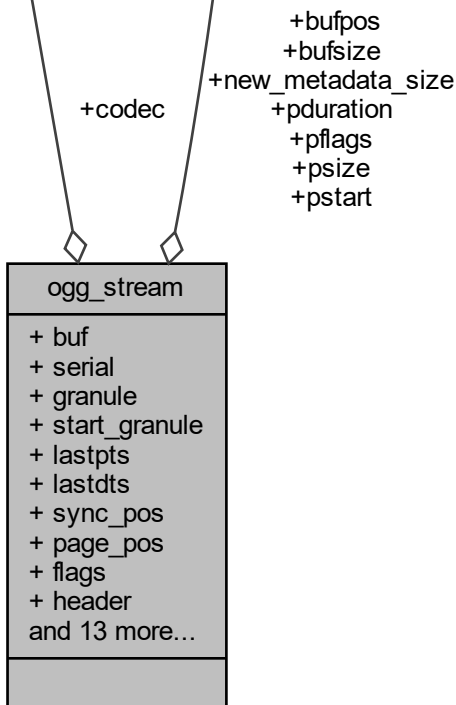 +bufpos
+bufsize
+new_metadata_size
+pduration
+pflags
+psize
+pstart
+codec
ogg_stream
+ buf
+ serial
+ granule
+ start_granule
+ lastpts
+ lastdts
+ sync_pos
+ page_pos
+ flags
+ header
and 13 more...